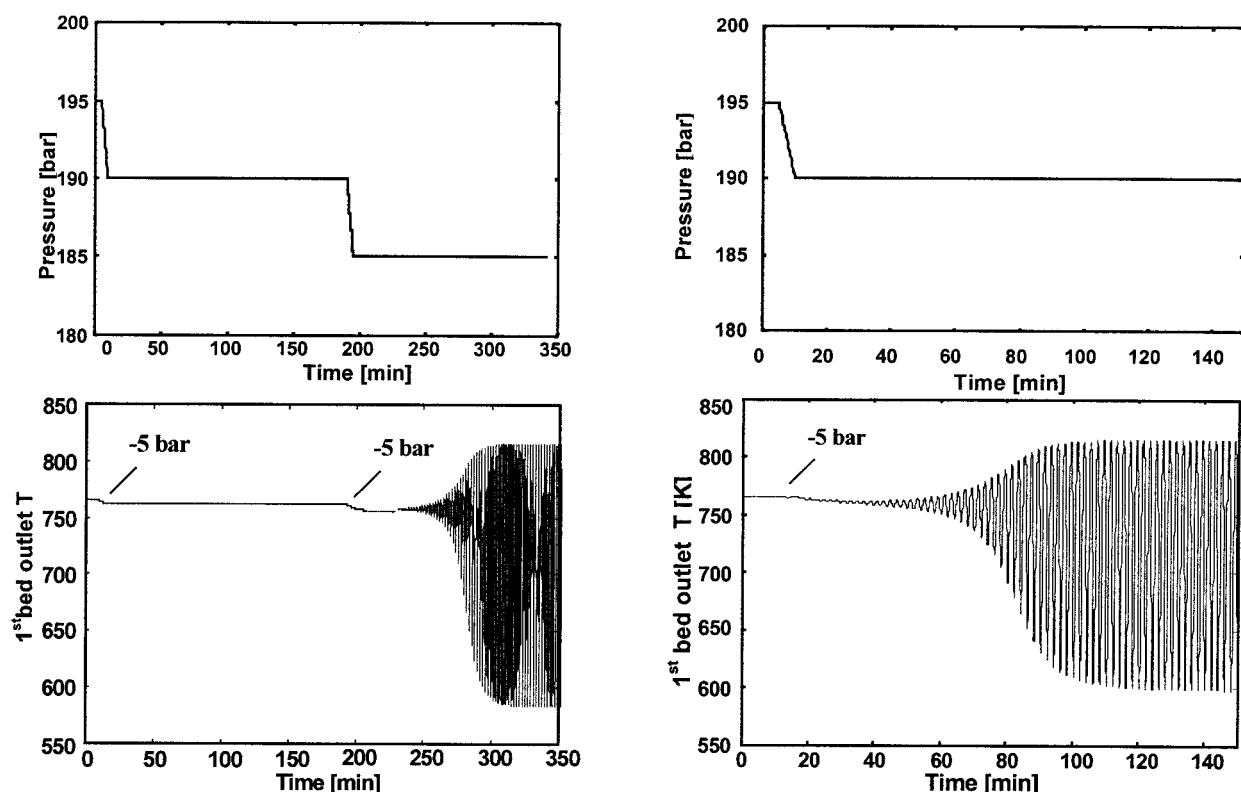 200
195
190
185
180
Pressure [bar]
0 50 100 150 200 250 300 350
Time [min]
200
195
190
185
180
Pressure [bar]
0 20 40 60 80 100 120 140
Time [min]
850
800
750
700
650
600
550
1st bed outlet T
-5 bar
-5 bar
0 50 100 150 200 250 300 350
Time [min]
850
800
750
700
650
600
550
1st bed outlet T [K]
-5 bar
0 20 40 60 80 100 120 140
Time [min]